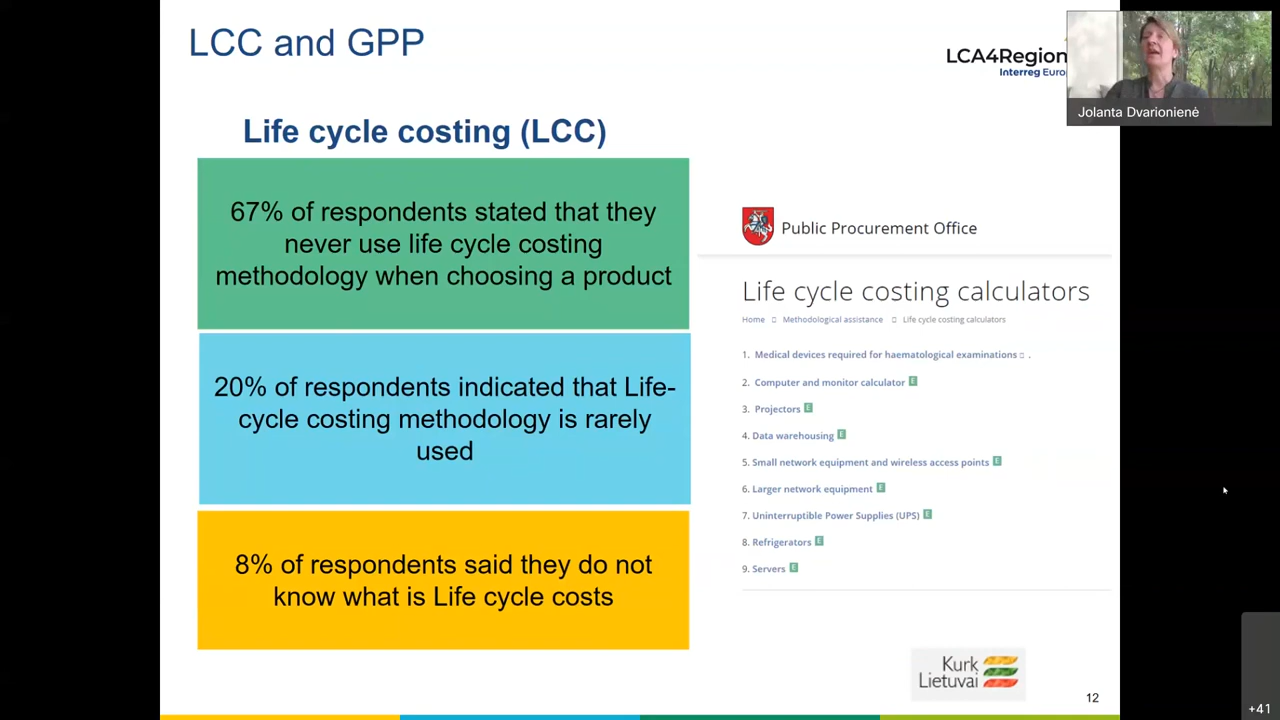 LCC and GPP
LCA4Region
Interreg Euro
Jolanta Dvarionienė
Life cycle costing (LCC)
67% of respondents stated that they
never use life cycle costing
methodology when choosing a product
20% of respondents indicated that Life-
cycle costing methodology is rarely
used
8% of respondents said they do not
know what is Life cycle costs
Public Procurement Office
Life cycle costing calculators
Home Methodological assistance Life cycle costing calculators
1. Medical devices required for haematological examinations .
2. Computer and monitor calculator E
3. Projectors E
4. Data warehousing E
5. Small network equipment and wireless access points E
6. Larger network equipment E
7. Uninterruptible Power Supplies (UPS) E
8. Refrigerators E
9. Servers E
Kurk
Lietuvai
12
+41